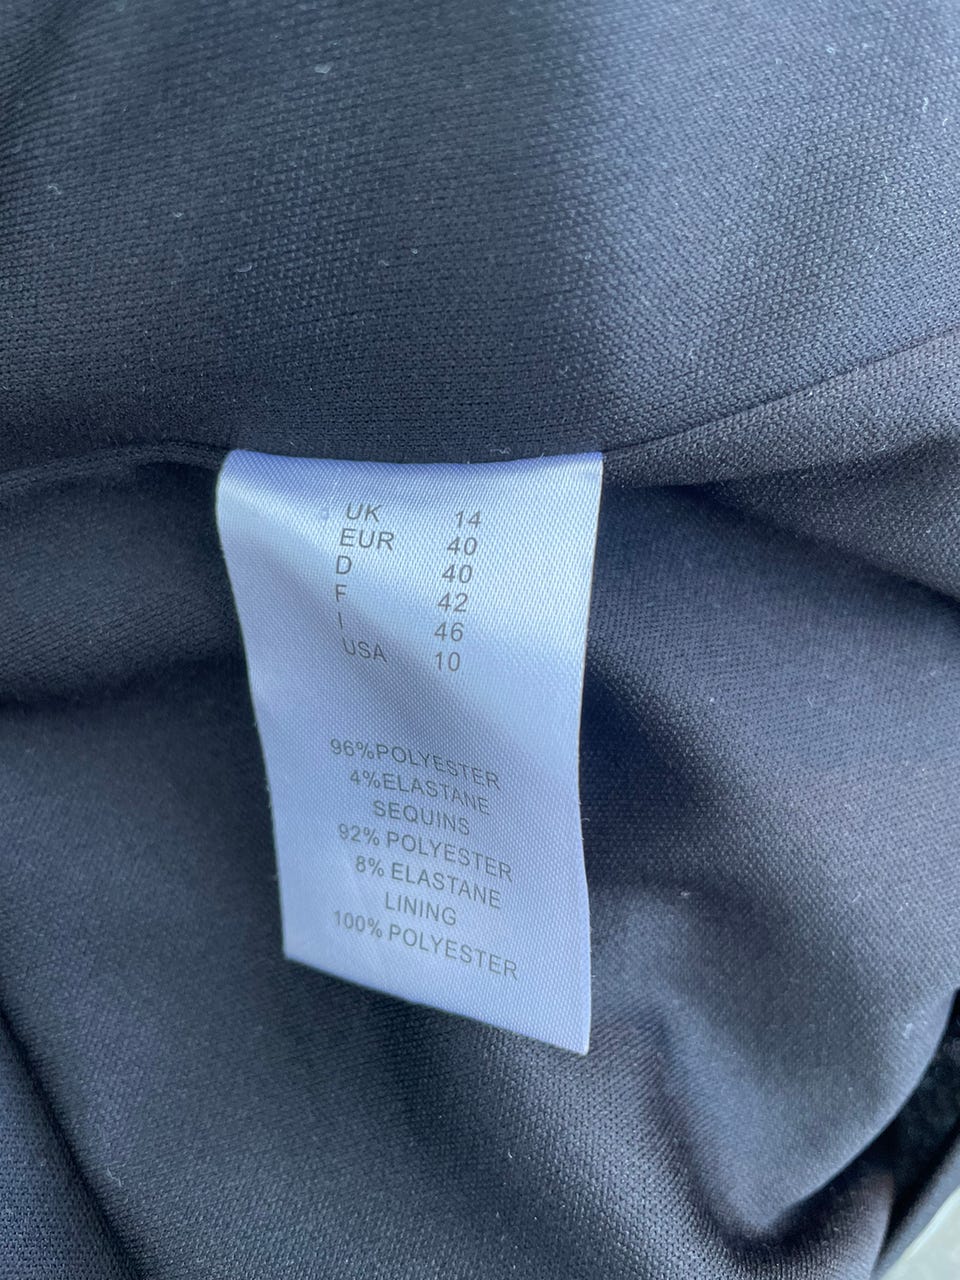 UK 14
EUR 40
D 40
F 42
I 46
USA 10
96%POLYESTER
4%ELASTANE
SEQUINS
92% POLYESTER
8% ELASTANE
LINING
100% POLYESTER